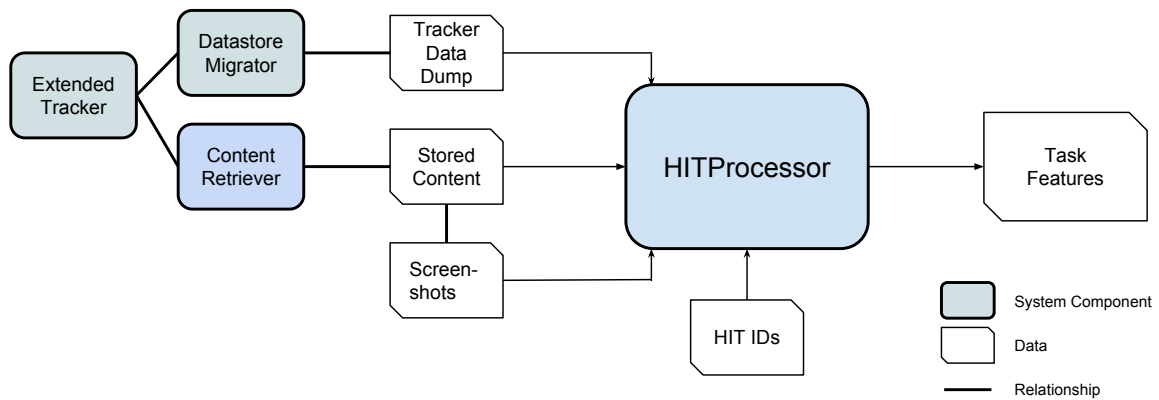 Extended
Tracker
Datastore
Migrator
Content
Retriever
Tracker
Data
Dump
Stored
Content
Screen-
shots
HITProcessor
HIT IDs
Task
Features
System Component
Data
Relationship